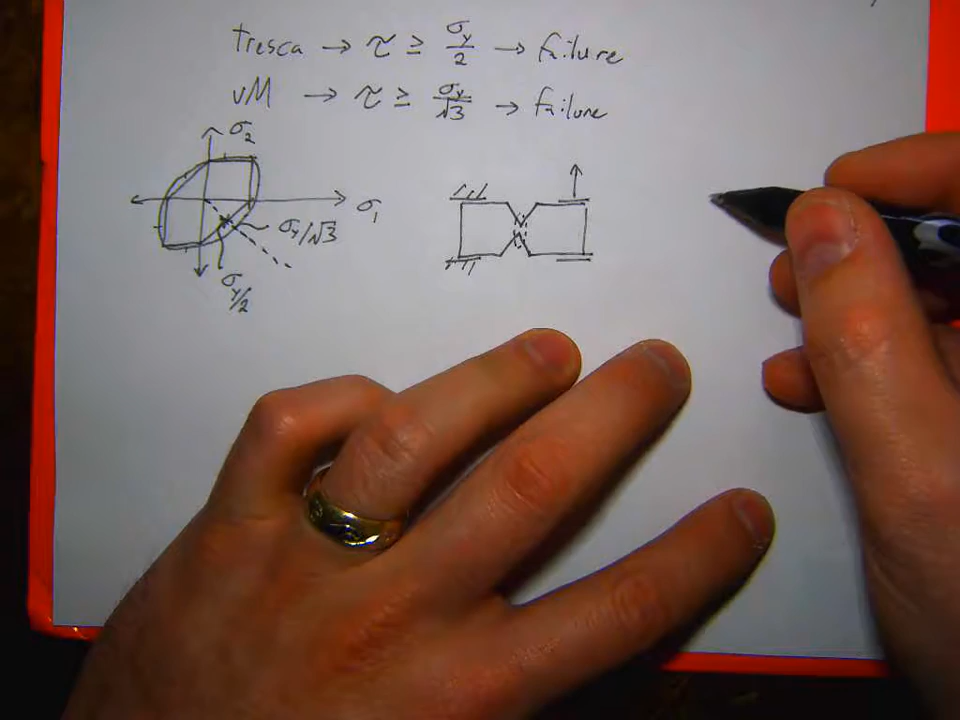 tresca → τ ≥ σy/2 → failure
vM → τ ≥ σy/√3 → failure
σ2
σ1
σy/√3
σy/2